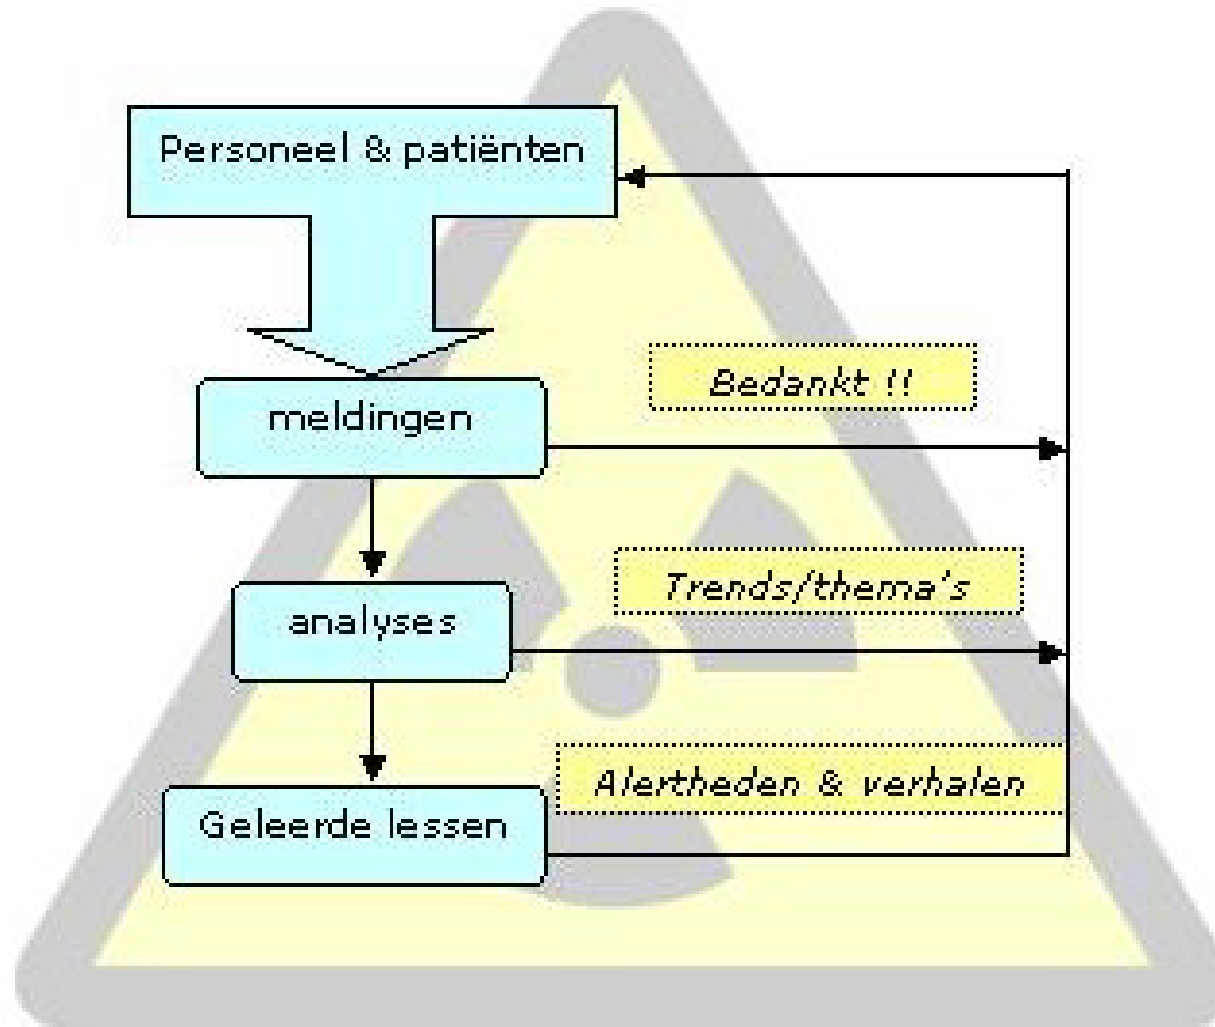 Personeel & patiënten
Bedankt !!
meldingen
Trends/thema's
analyses
Alertheden & verhalen
Geleerde lessen